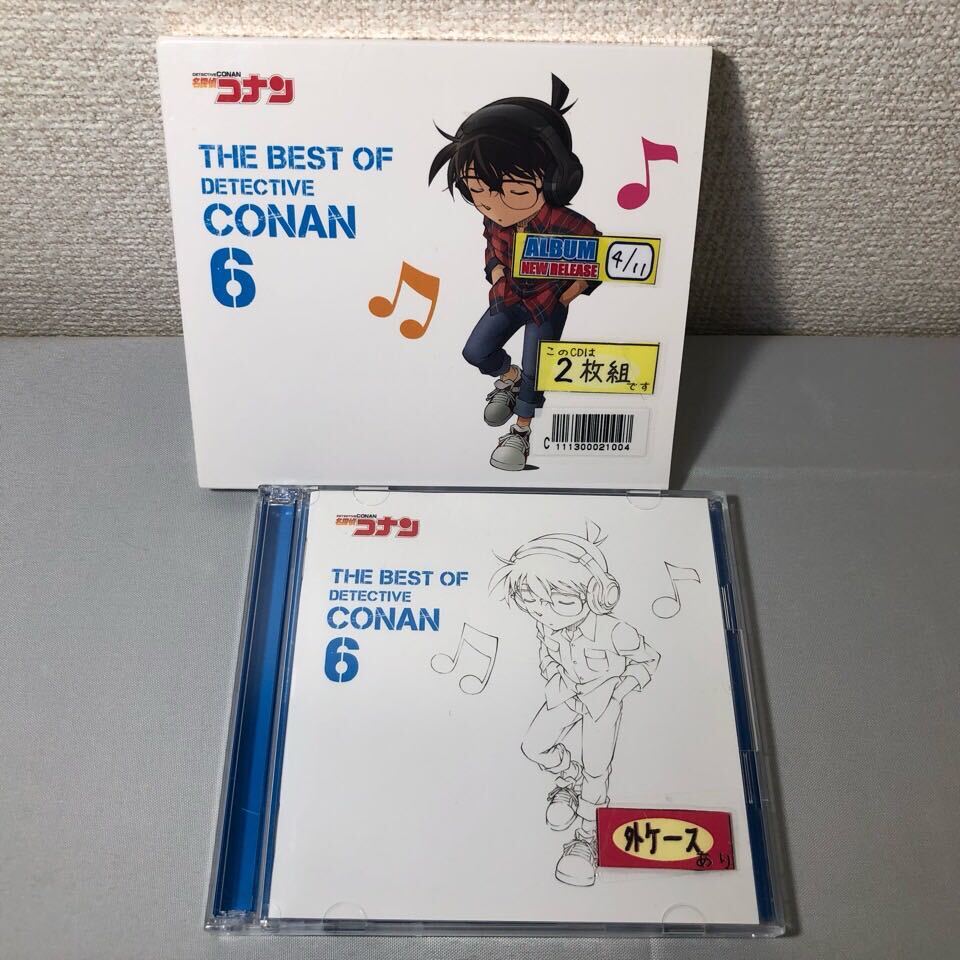 DETECTIVE CONAN
名探偵コナン
THE BEST OF
DETECTIVE
CONAN
6
ALBUM
NEW RELEASE
4/11
このCDは
2枚組です
C 111300021004
DETECTIVE CONAN
名探偵コナン
THE BEST OF
DETECTIVE
CONAN
6
外ケース
あり